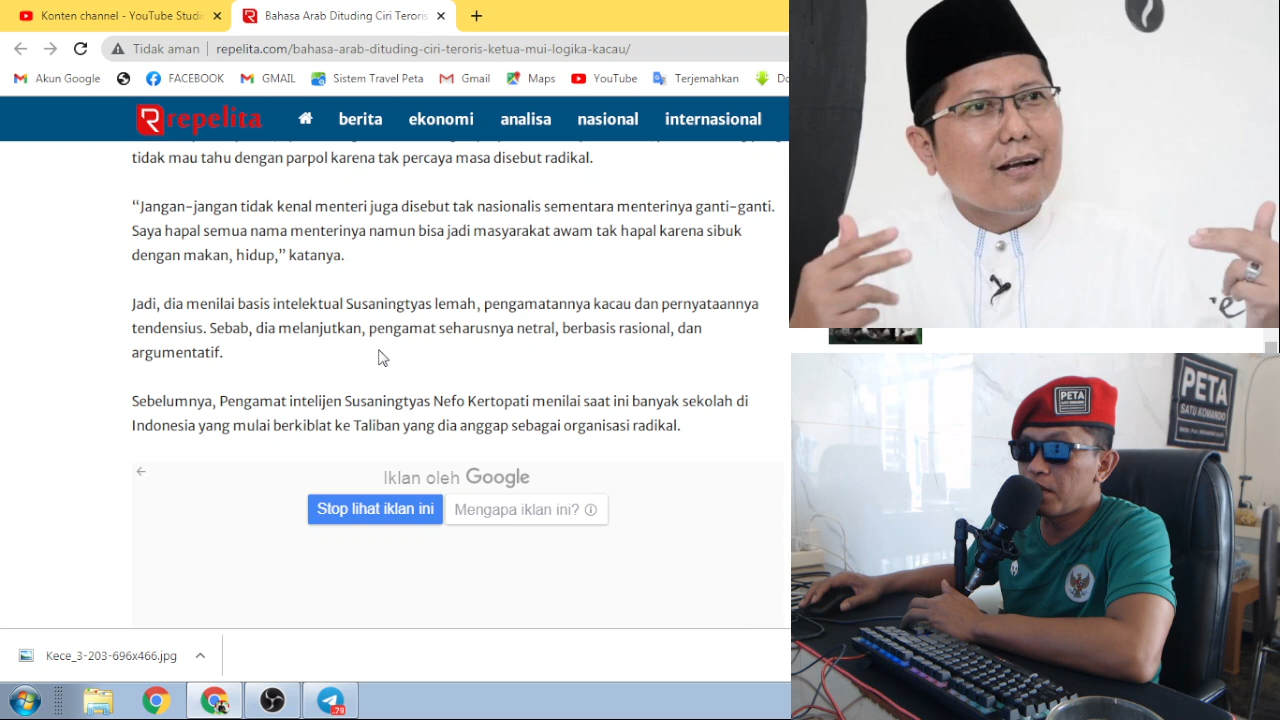 Konten channel - YouTube Studi
Bahasa Arab Dituding Ciri Teroris
Tidak aman
repelita.com/bahasa-arab-dituding-ciri-teroris-ketua-mui-logika-kacau/
Akun Google
FACEBOOK
GMAIL
Sistem Travel Peta
Gmail
Maps
YouTube
Terjemahkan
Do
repelita
berita
ekonomi
analisa
nasional
internasional
tidak mau tahu dengan parpol karena tak percaya masa disebut radikal.
“Jangan-jangan tidak kenal menteri juga disebut tak nasionalis sementara menterinya ganti-ganti.
Saya hapal semua nama menterinya namun bisa jadi masyarakat awam tak hapal karena sibuk
dengan makan, hidup,” katanya.
Jadi, dia menilai basis intelektual Susaningtyas lemah, pengamatannya kacau dan pernyataannya
tendensius. Sebab, dia melanjutkan, pengamat seharusnya netral, berbasis rasional, dan
argumentatif.
Sebelumnya, Pengamat intelijen Susaningtyas Nefo Kertopati menilai saat ini banyak sekolah di
Indonesia yang mulai berkiblat ke Taliban yang dia anggap sebagai organisasi radikal.
Iklan oleh Google
Stop lihat iklan ini
Mengapa iklan ini?
Kece_3-203-696x466.jpg
79
PETA
SATU KOMANDO
PETA